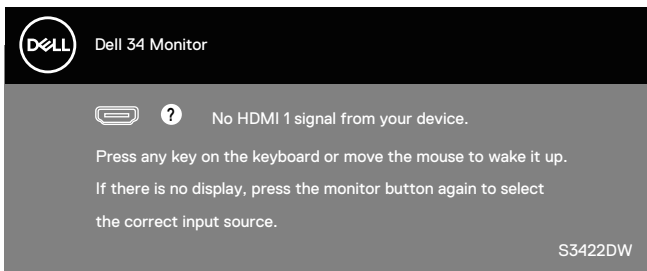 DELL
Dell 34 Monitor
? No HDMI 1 signal from your device.
Press any key on the keyboard or move the mouse to wake it up.
If there is no display, press the monitor button again to select
the correct input source.
S3422DW